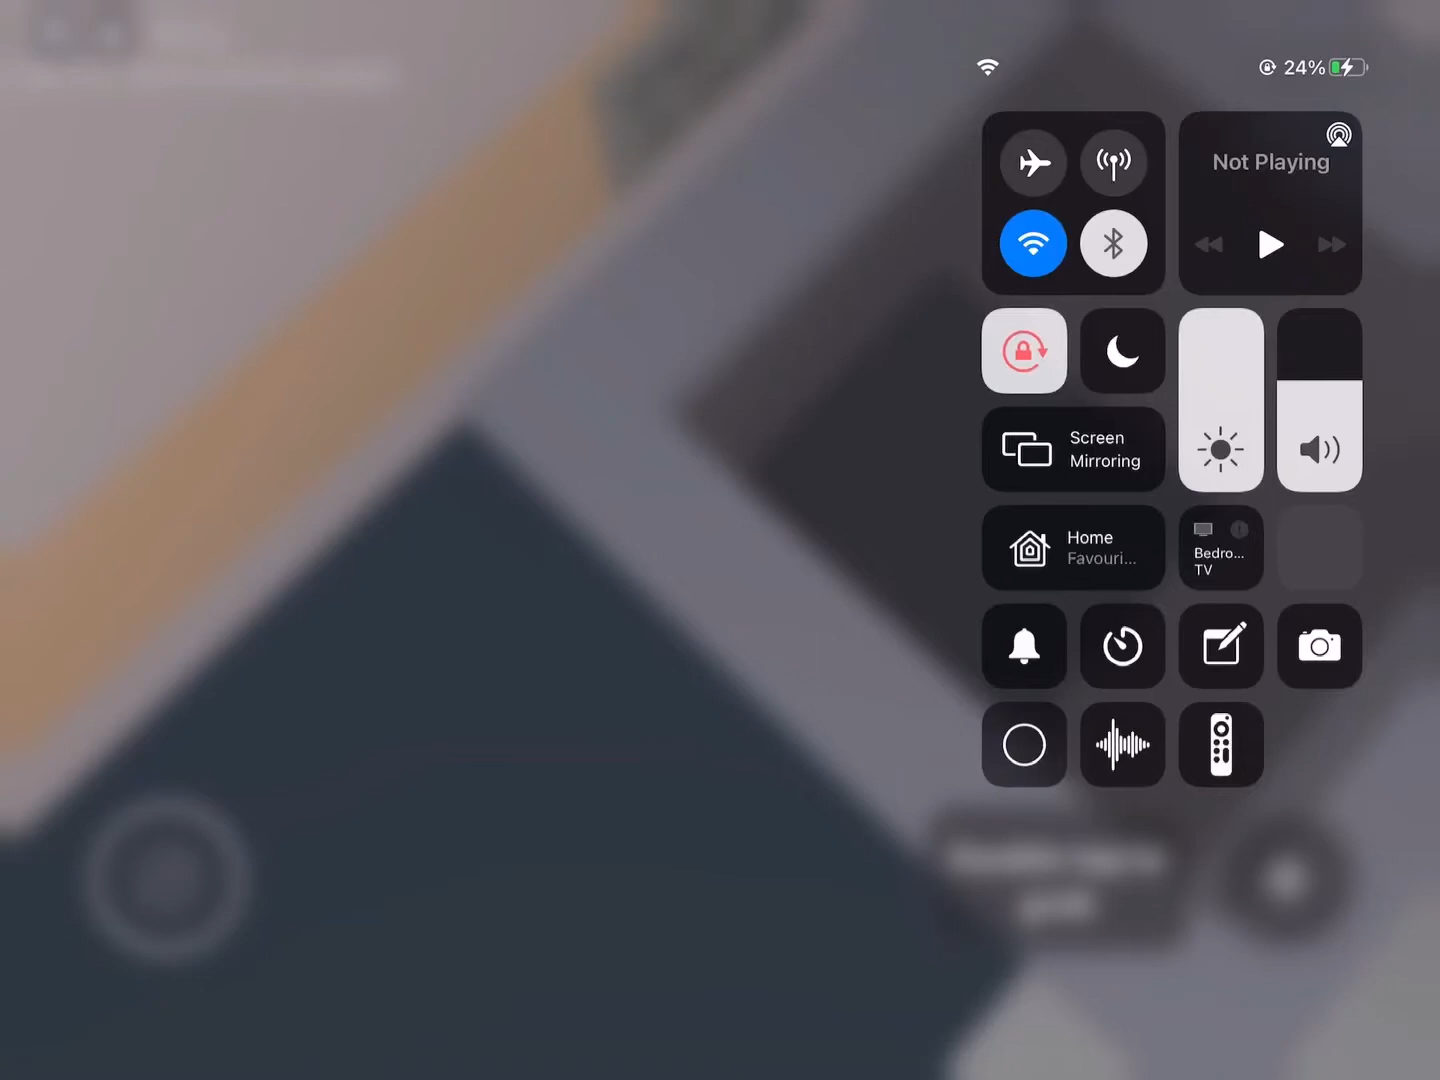 24%
Not Playing
Screen
Mirroring
Home
Favouri...
Bedro...
TV